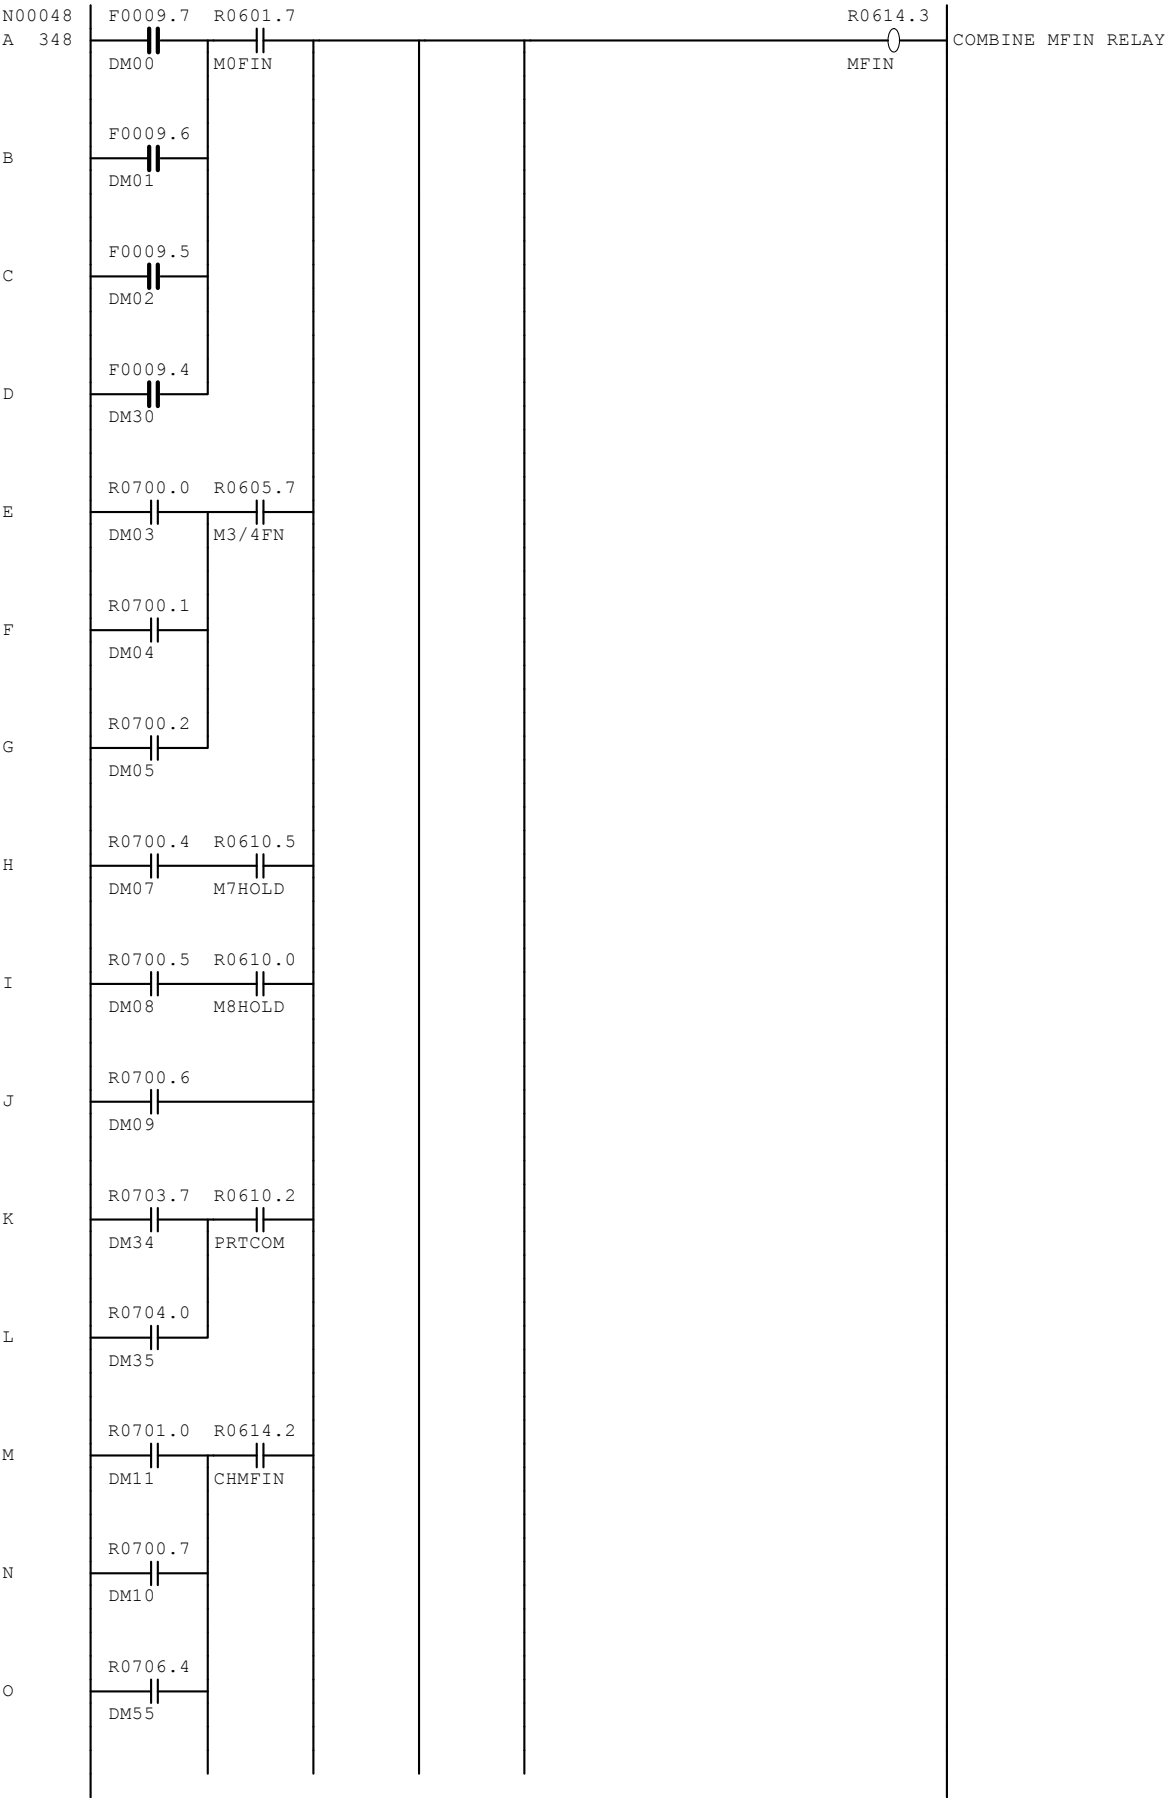 N00048 F0009.7 R0601.7 R0614.3
A 348 COMBINE MFIN RELAY
DM00 M0FIN MFIN
F0009.6
B
DM01
F0009.5
C
DM02
F0009.4
D
DM30
R0700.0 R0605.7
E
DM03 M3/4FN
R0700.1
F
DM04
R0700.2
G
DM05
R0700.4 R0610.5
H
DM07 M7HOLD
R0700.5 R0610.0
I
DM08 M8HOLD
R0700.6
J
DM09
R0703.7 R0610.2
K
DM34 PRTCOM
R0704.0
L
DM35
R0701.0 R0614.2
M
DM11 CHMFIN
R0700.7
N
DM10
R0706.4
O
DM55